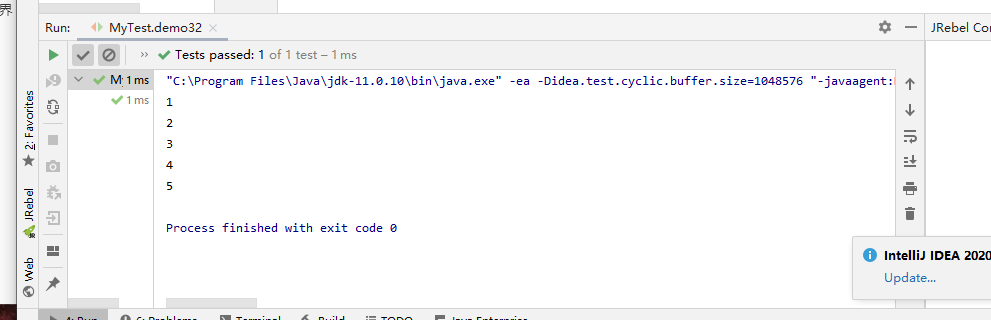 界
Run: MyTest.demo32 ×
JRebel Con
» Tests passed: 1 of 1 test – 1 ms
My 1 ms
1 ms
"C:\Program Files\Java\jdk-11.0.10\bin\java.exe" -ea -Didea.test.cyclic.buffer.size=1048576 "-javaagent:
1
2
3
4
5
Process finished with exit code 0
2: Favorites
JRebel
Web
IntelliJ IDEA 2020
Update...
4: Run
6: Problems
Terminal
Build
TODO
Java Enterprise